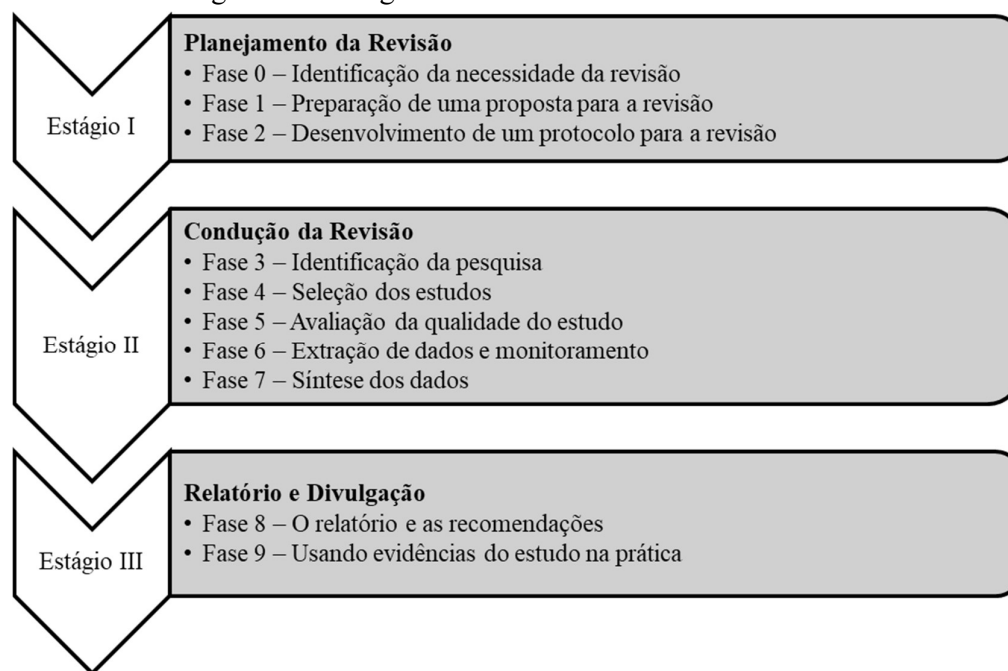 Planejamento da Revisão
• Fase 0 – Identificação da necessidade da revisão
• Fase 1 – Preparação de uma proposta para a revisão
• Fase 2 – Desenvolvimento de um protocolo para a revisão
Estágio I
Condução da Revisão
• Fase 3 – Identificação da pesquisa
• Fase 4 – Seleção dos estudos
• Fase 5 – Avaliação da qualidade do estudo
• Fase 6 – Extração de dados e monitoramento
• Fase 7 – Síntese dos dados
Estágio II
Relatório e Divulgação
• Fase 8 – O relatório e as recomendações
• Fase 9 – Usando evidências do estudo na prática
Estágio III